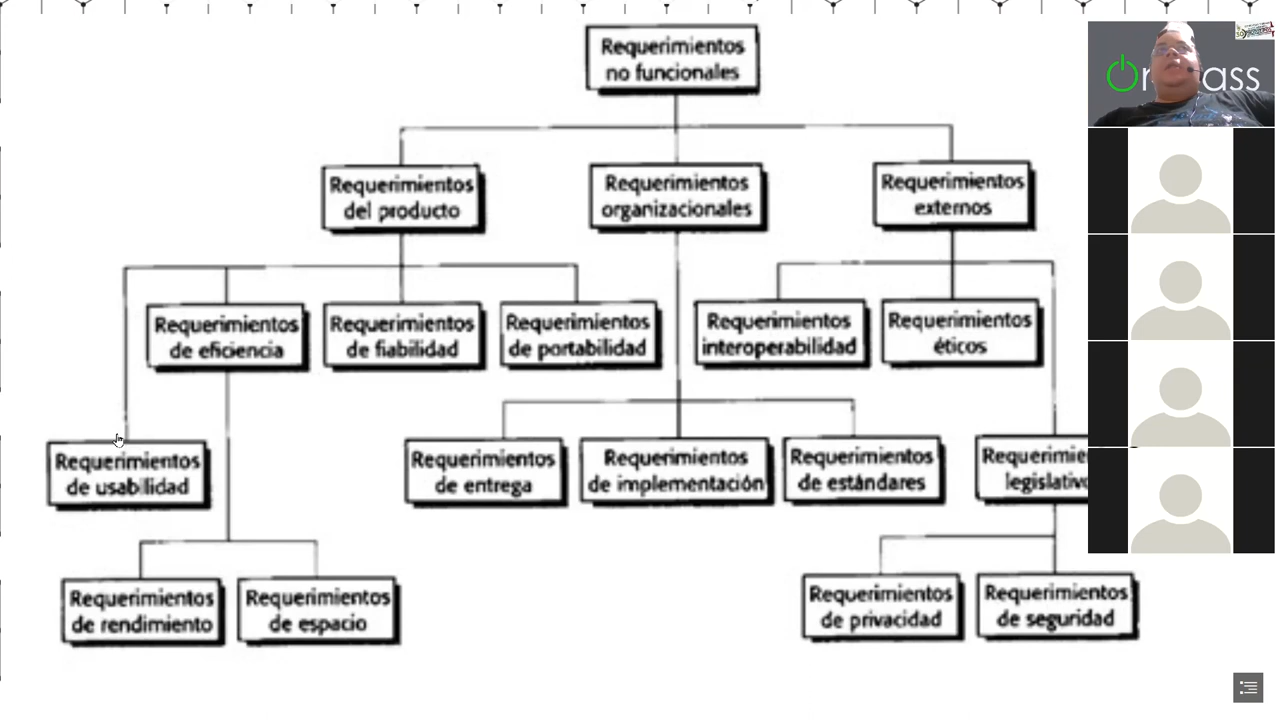 Requerimientos
no funcionales
Requerimientos
del producto
Requerimientos
organizacionales
Requerimientos
externos
Requerimientos
de eficiencia
Requerimientos
de fiabilidad
Requerimientos
de portabilidad
Requerimientos
interoperabilidad
Requerimientos
éticos
Requerimientos
de usabilidad
Requerimientos
de entrega
Requerimientos
de implementación
Requerimientos
de estándares
Requerimie
legislativo
Requerimientos
de rendimiento
Requerimientos
de espacio
Requerimientos
de privacidad
Requerimientos
de seguridad